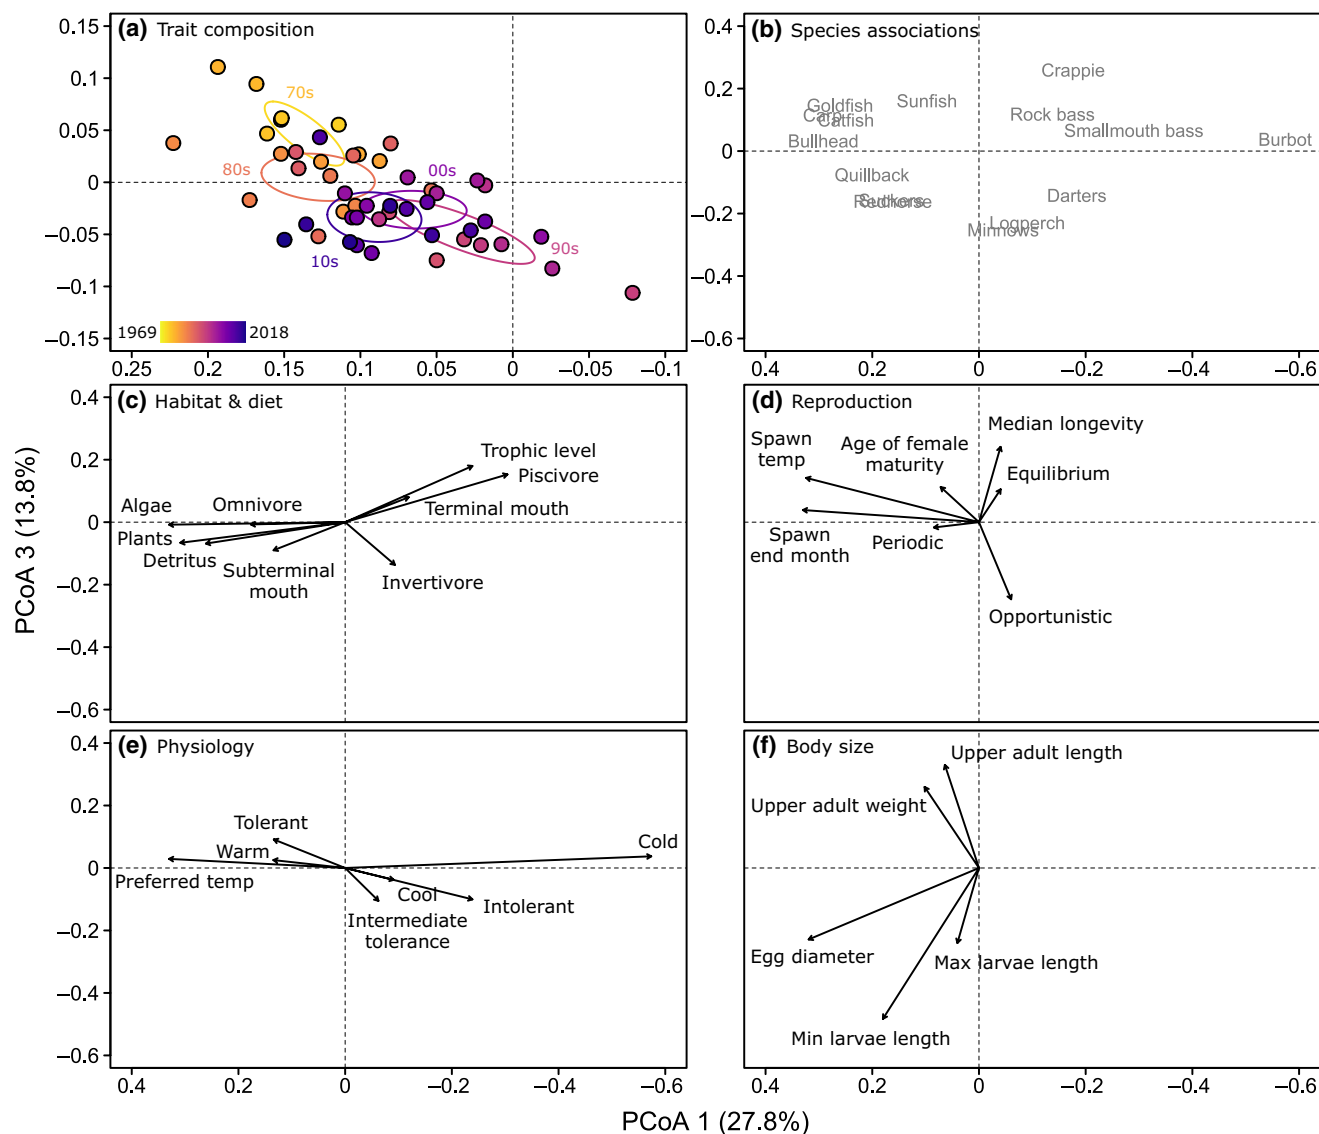 (a) Trait composition
0.15
0.1
0.05
0
−0.05
−0.1
−0.15
70s
80s
00s
90s
10s
1969
2018
0.25
0.2
0.15
0.1
0.05
0
−0.05
−0.1
(b) Species associations
0.4
0.2
0
−0.2
−0.4
−0.6
Crappie
Goldfish
Sunfish
Carp
Catfish
Rock bass
Smallmouth bass
Bullhead
Burbot
Quillback
Suckers
Redhorse
Darters
Logperch
Minnows
0.4
0.2
0
−0.2
−0.4
−0.6
(c) Habitat & diet
0.4
0.2
0
−0.2
−0.4
−0.6
Trophic level
Piscivore
Terminal mouth
Algae
Omnivore
Plants
Detritus
Subterminal
mouth
Invertivore
(d) Reproduction
Median longevity
Spawn
temp
Age of female
maturity
Equilibrium
Spawn
end month
Periodic
Opportunistic
(e) Physiology
0.4
0.2
0
−0.2
−0.4
−0.6
Tolerant
Warm
Cold
Preferred temp
Cool
Intolerant
Intermediate
tolerance
0.4
0.2
0
−0.2
−0.4
−0.6
(f) Body size
Upper adult length
Upper adult weight
Egg diameter
Max larvae length
Min larvae length
0.4
0.2
0
−0.2
−0.4
−0.6
PCoA 3 (13.8%)
PCoA 1 (27.8%)